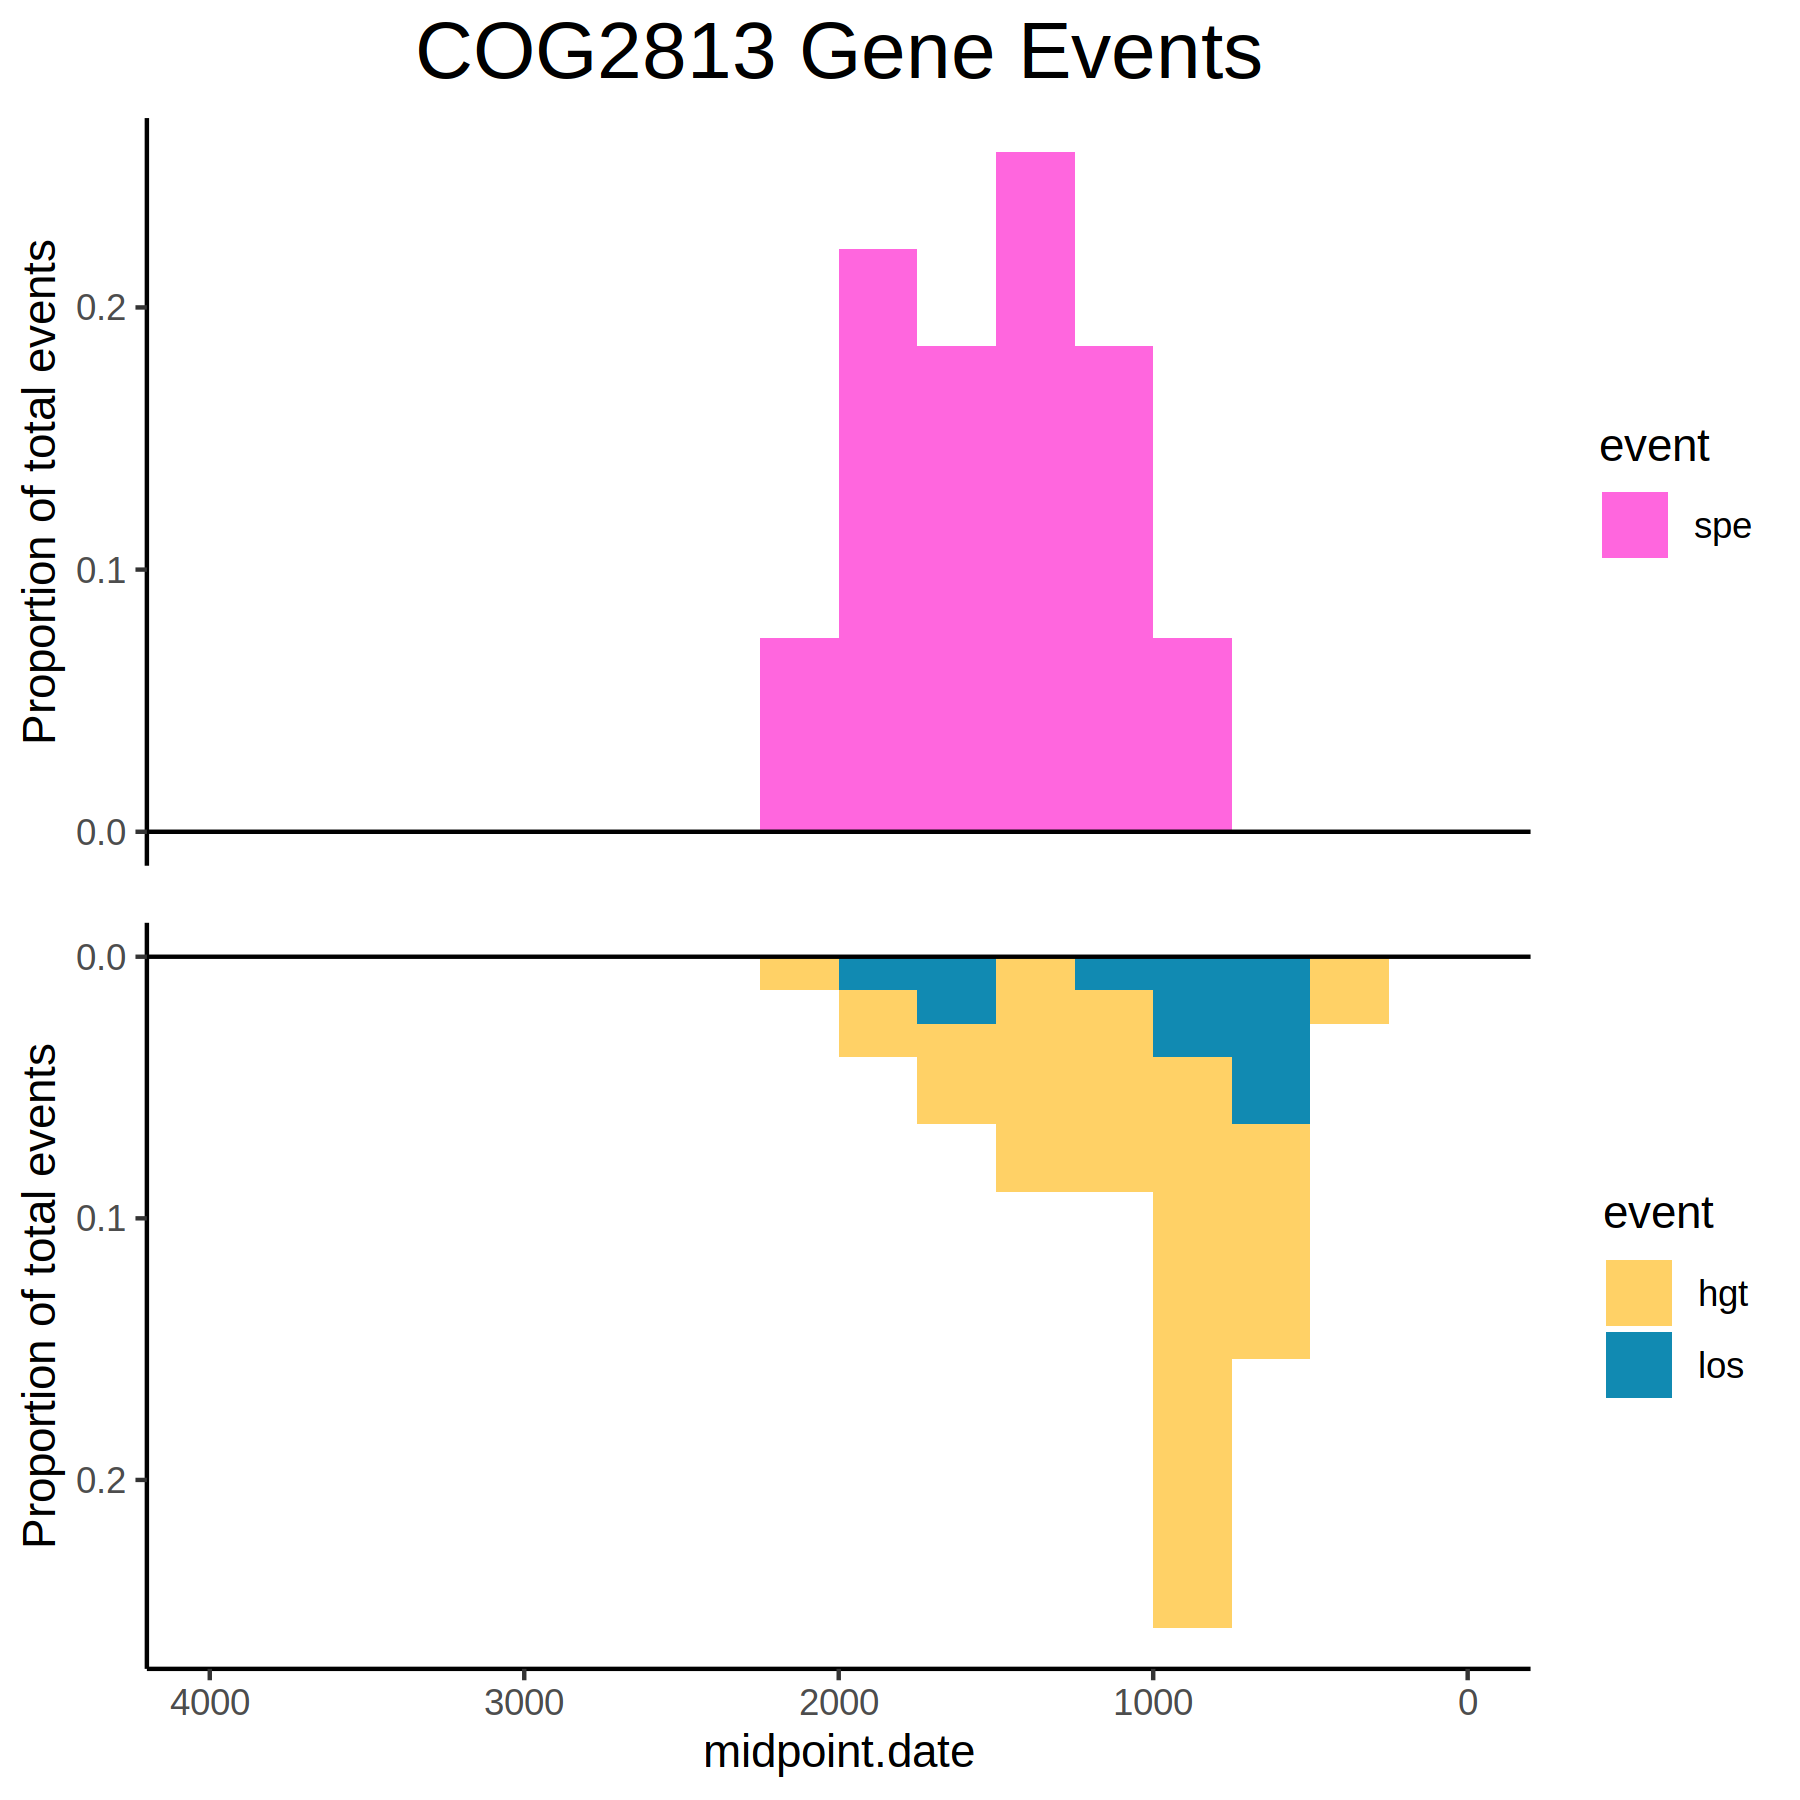 COG2813 Gene Events
Proportion of total events
0.2
0.1
0.0
event
spe
Proportion of total events
0.0
0.1
0.2
event
hgt
los
4000 3000 2000 1000 0
midpoint.date